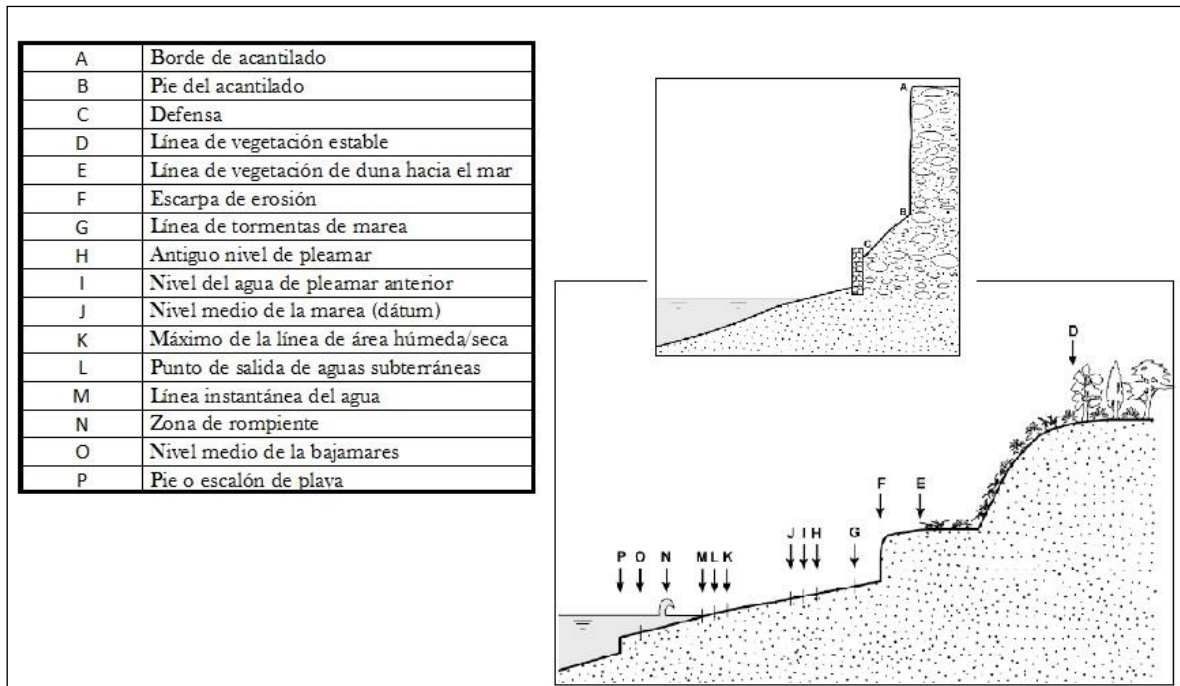 A Borde de acantilado
B Pie del acantilado
C Defensa
D Línea de vegetación estable
E Línea de vegetación de duna hacia el mar
F Escarpa de erosión
G Línea de tormentas de marea
H Antiguo nivel de pleamar
I Nivel del agua de pleamar anterior
J Nivel medio de la marea (dátum)
K Máximo de la línea de área húmeda/seca
L Punto de salida de aguas subterráneas
M Línea instantánea del agua
N Zona de rompiente
O Nivel medio de la bajamares
P Pie o escalón de playa
A
B
C
D
F E
P O N M L K J I H G